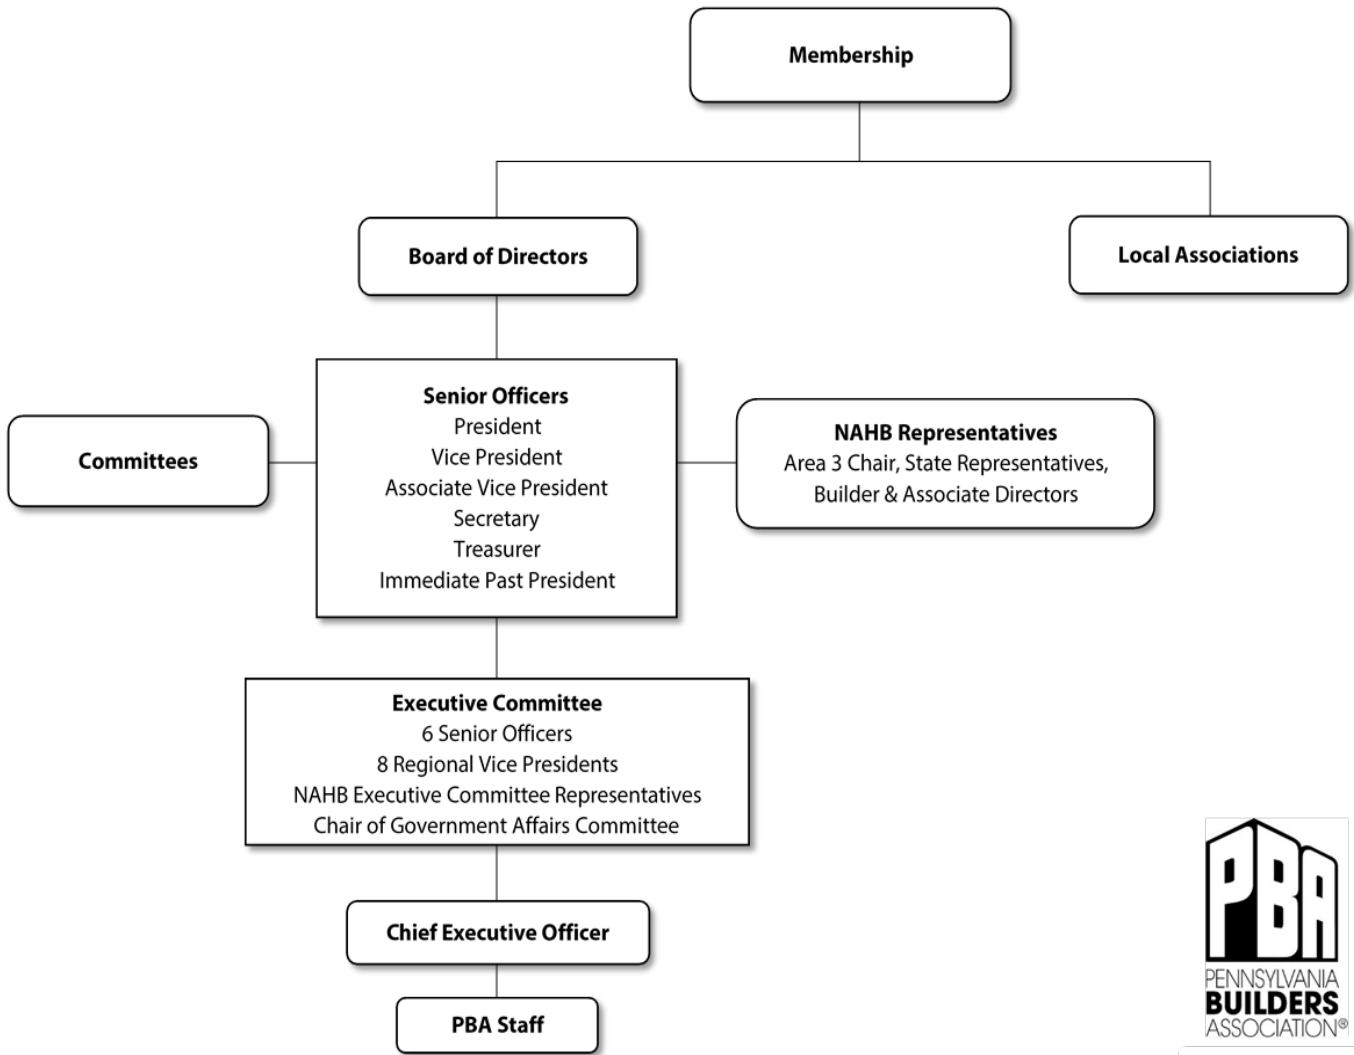 Membership
Board of Directors
Local Associations
Senior Officers
President
Vice President
Associate Vice President
Secretary
Treasurer
Immediate Past President
Committees
NAHB Representatives
Area 3 Chair, State Representatives,
Builder & Associate Directors
Executive Committee
6 Senior Officers
8 Regional Vice Presidents
NAHB Executive Committee Representatives
Chair of Government Affairs Committee
Chief Executive Officer
PBA Staff
PBA
PENNSYLVANIA
BUILDERS
ASSOCIATION®